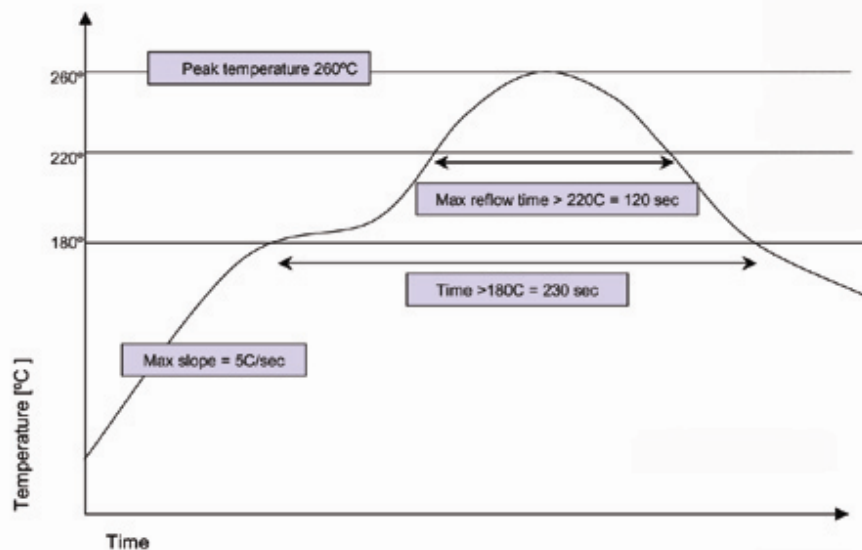 Peak temperature 260ºC
260º
220º
Max reflow time > 220C = 120 sec
180º
Time >180C = 230 sec
Max slope = 5C/sec
Temperature [ºC ]
Time